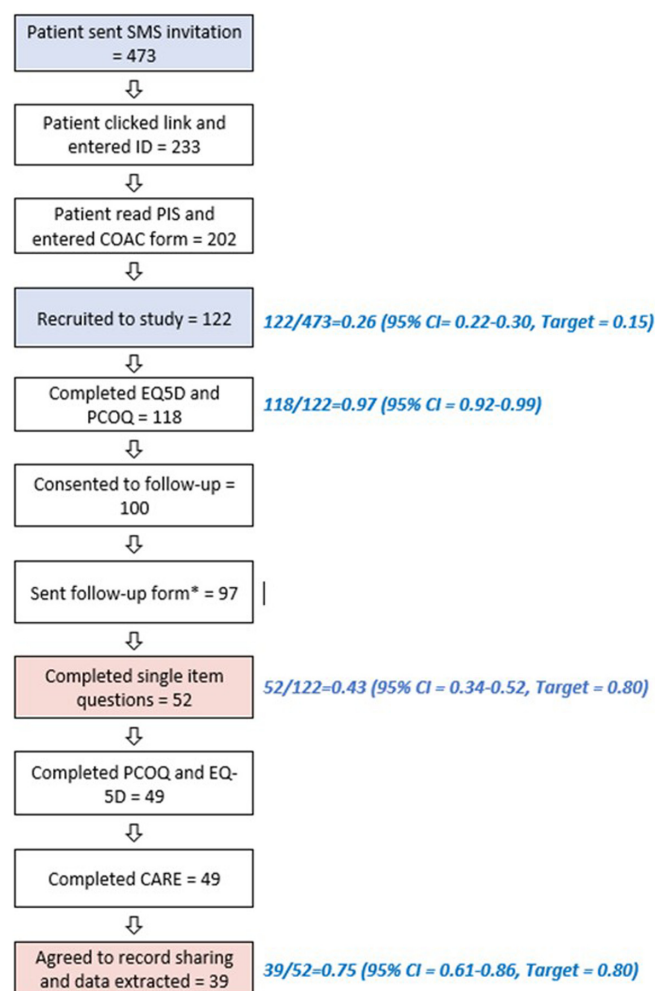 Patient sent SMS invitation
= 473
Patient clicked link and
entered ID = 233
Patient read PIS and
entered COAC form = 202
Recruited to study = 122
122/473=0.26 (95% CI= 0.22-0.30, Target = 0.15)
Completed EQ5D and
PCOQ = 118
118/122=0.97 (95% CI = 0.92-0.99)
Consented to follow-up =
100
Sent follow-up form* = 97
Completed single item
questions = 52
52/122=0.43 (95% CI = 0.34-0.52, Target = 0.80)
Completed PCOQ and EQ-
5D = 49
Completed CARE = 49
Agreed to record sharing
and data extracted = 39
39/52=0.75 (95% CI = 0.61-0.86, Target = 0.80)